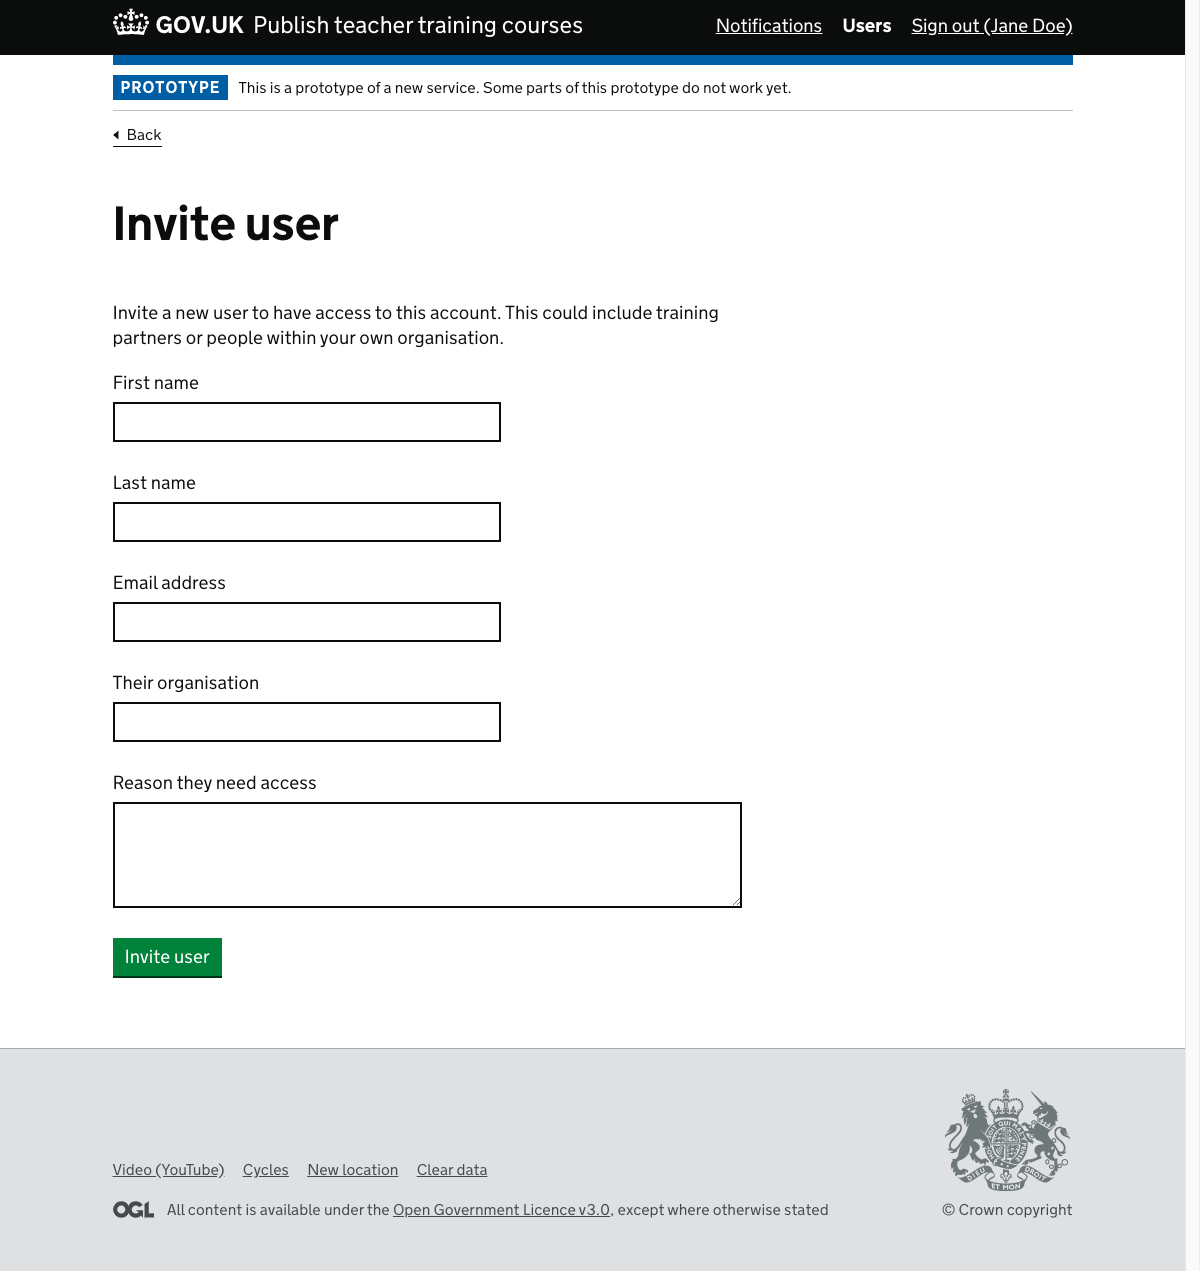 GOV.UK Publish teacher training courses Notifications Users Sign out (Jane Doe)
PROTOTYPE This is a prototype of a new service. Some parts of this prototype do not work yet.
Back
Invite user
Invite a new user to have access to this account. This could include training
partners or people within your own organisation.
First name
Last name
Email address
Their organisation
Reason they need access
Invite user
Video (YouTube) Cycles New location Clear data
OGL All content is available under the Open Government Licence v3.0, except where otherwise stated
DIEU ET MON DROIT
© Crown copyright